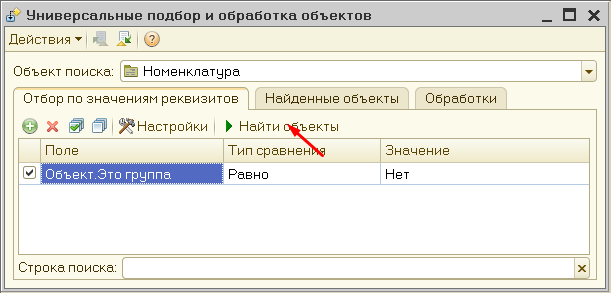 Универсальные подбор и обработка объектов
Действия
Объект поиска: Номенклатура
Отбор по значениям реквизитов Найденные объекты Обработки
Настройки Найти объекты
Поле Тип сравнения Значение
Объект.Это группа Равно Нет
Строка поиска: